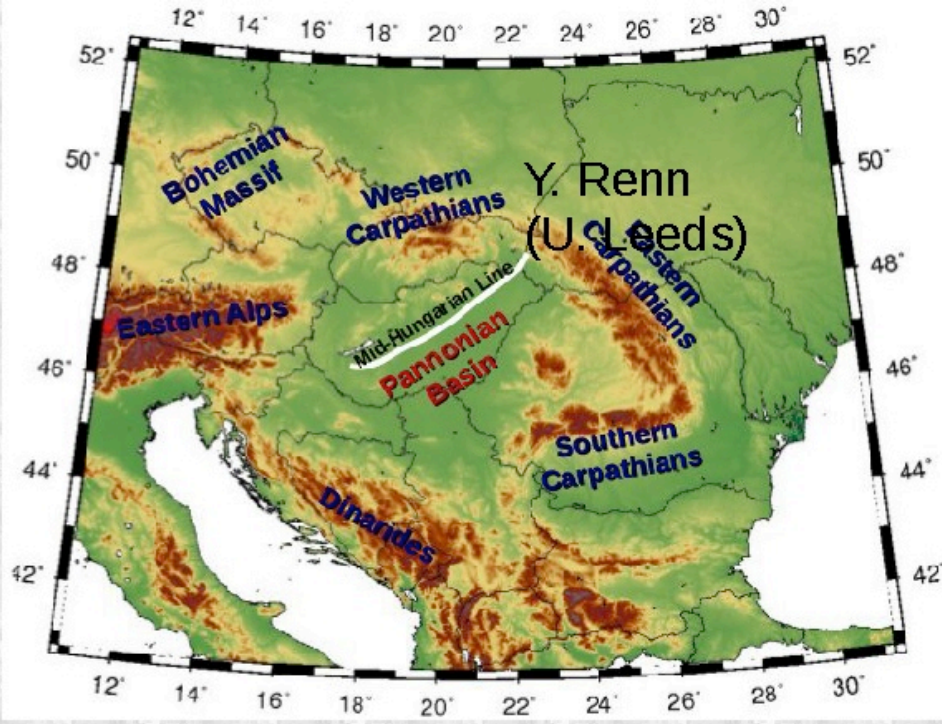 12° 14° 16° 18° 20° 22° 24° 26° 28° 30°
52° 52°
Bohemian
Massif
50° 50°
Western
Carpathians
Y. Renn
(U. Leeds)
Eastern
Carpathians
48° 48°
Mid-Hungarian Line
Eastern Alps
Pannonian
Basin
46° 46°
Southern
Carpathians
44° 44°
Dinarides
42° 42°
12° 14° 16° 18° 20° 22° 24° 26° 28° 30°